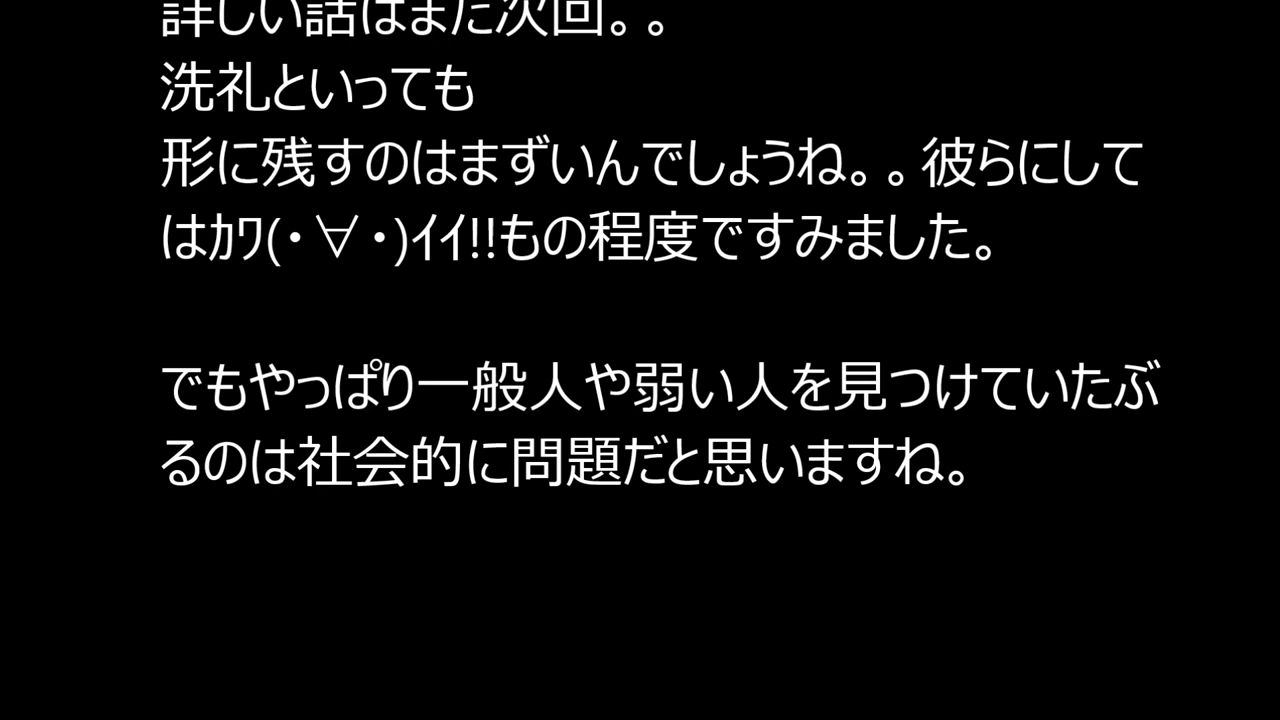 詳しい話はまた次回。。
洗礼といっても
形に残すのはまずいんでしょうね。。彼らにして
はｶﾜ(・∀・)ｲｲ!!もの程度ですみました。
でもやっぱり一般人や弱い人を見つけていたぶ
るのは社会的に問題だと思いますね。